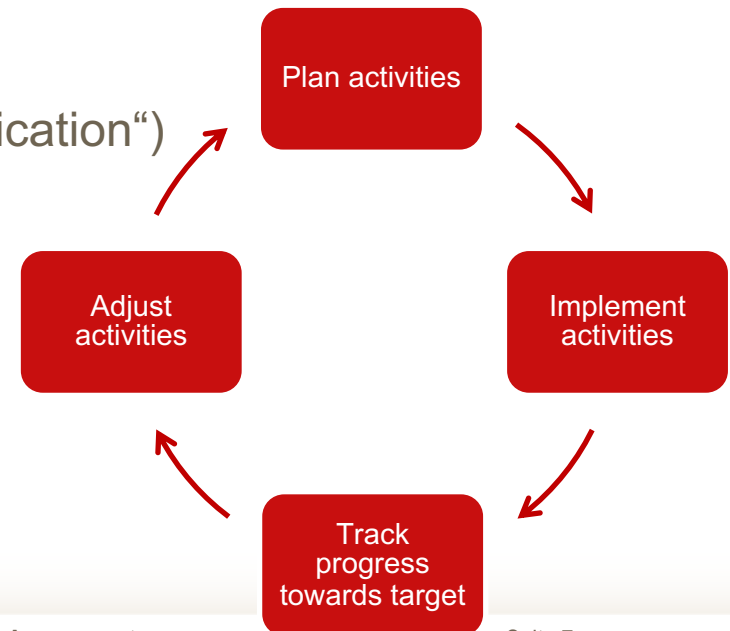 Plan activities
ication“)
Adjust
activities
Implement
activities
Track
progress
towards target